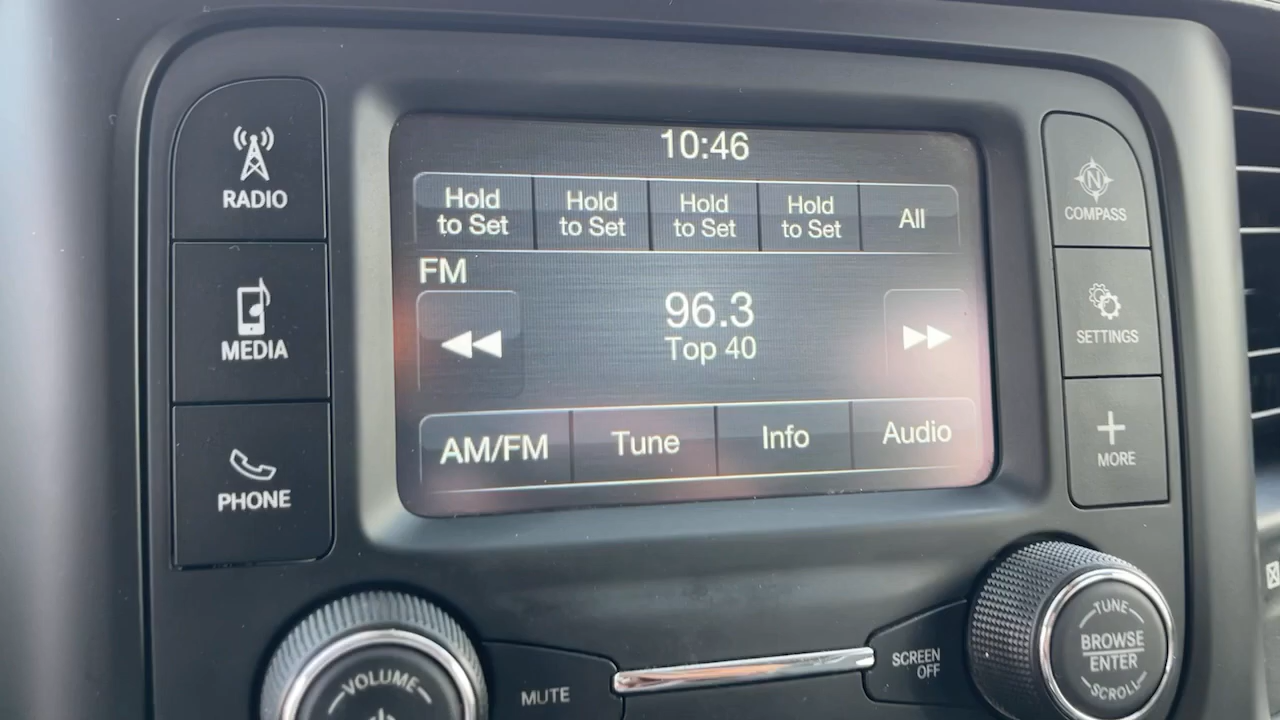 10:46
RADIO
MEDIA
PHONE
Hold to Set
Hold to Set
Hold to Set
Hold to Set
All
FM
96.3
Top 40
AM/FM
Tune
Info
Audio
N
COMPASS
SETTINGS
MORE
VOLUME
MUTE
SCREEN OFF
TUNE
BROWSE
ENTER
SCROLL